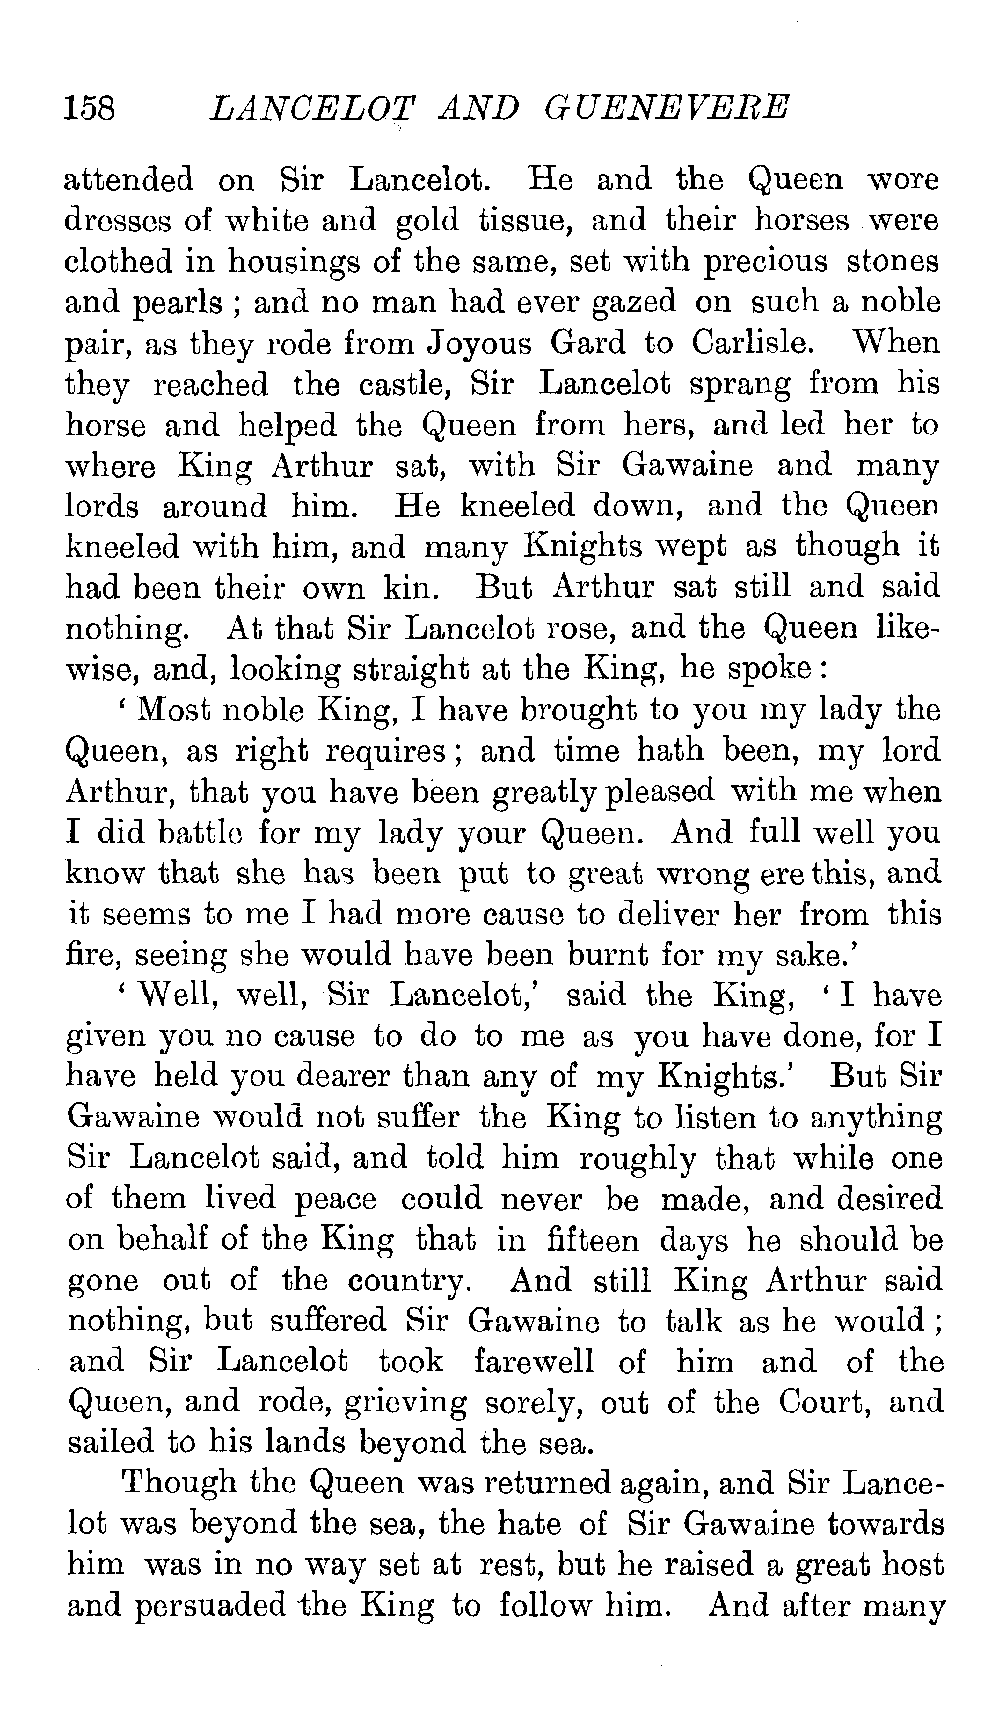 158 LANCELOT AND GUENEVERE
attended on Sir Lancelot. He and the Queen wore
dresses of white and gold tissue, and their horses were
clothed in housings of the same, set with precious stones
and pearls ; and no man had ever gazed on such a noble
pair, as they rode from Joyous Gard to Carlisle. When
they reached the castle, Sir Lancelot sprang from his
horse and helped the Queen from hers, and led her to
where King Arthur sat, with Sir Gawaine and many
lords around him. He kneeled down, and the Queen
kneeled with him, and many Knights wept as though it
had been their own kin. But Arthur sat still and said
nothing. At that Sir Lancelot rose, and the Queen like-
wise, and, looking straight at the King, he spoke :
‘ Most noble King, I have brought to you my lady the
Queen, as right requires ; and time hath been, my lord
Arthur, that you have been greatly pleased with me when
I did battle for my lady your Queen. And full well you
know that she has been put to great wrong ere this, and
it seems to me I had more cause to deliver her from this
fire, seeing she would have been burnt for my sake.’
‘ Well, well, Sir Lancelot,’ said the King, ‘ I have
given you no cause to do to me as you have done, for I
have held you dearer than any of my Knights.’ But Sir
Gawaine would not suffer the King to listen to anything
Sir Lancelot said, and told him roughly that while one
of them lived peace could never be made, and desired
on behalf of the King that in fifteen days he should be
gone out of the country. And still King Arthur said
nothing, but suffered Sir Gawaine to talk as he would ;
and Sir Lancelot took farewell of him and of the
Queen, and rode, grieving sorely, out of the Court, and
sailed to his lands beyond the sea.
Though the Queen was returned again, and Sir Lance-
lot was beyond the sea, the hate of Sir Gawaine towards
him was in no way set at rest, but he raised a great host
and persuaded the King to follow him. And after many